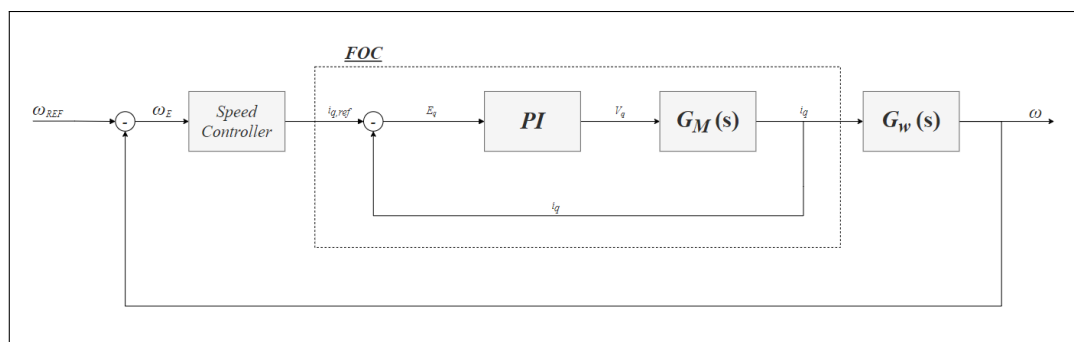 FOC
ω_REF
-
ω_E
Speed
Controller
i_q,ref
-
E_q
PI
V_q
G_M (s)
i_q
G_w (s)
ω
i_q